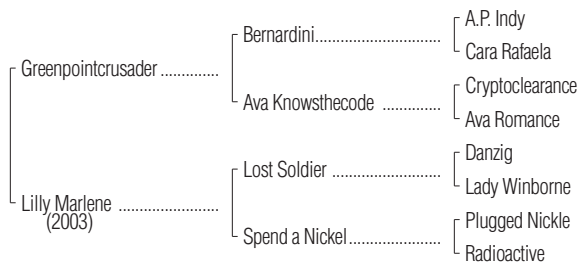 A.P. Indy
Bernardini
Cara Rafaela
Greenpointcrusader
Cryptoclearance
Ava Knowsthecode
Ava Romance
Danzig
Lost Soldier
Lady Winborne
Lilly Marlene
(2003)
Plugged Nickle
Spend a Nickel
Radioactive